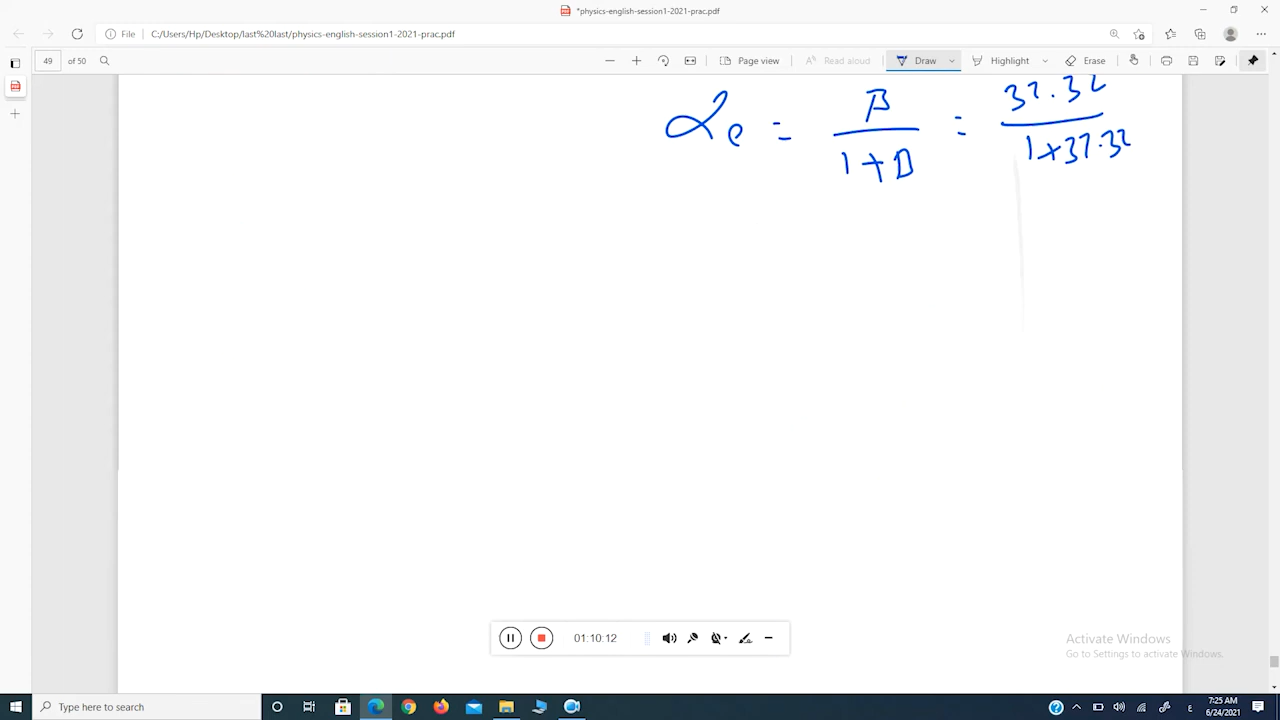 *physics-english-session1-2021-prac.pdf
File C:/Users/Hp/Desktop/last%20last/physics-english-session1-2021-prac.pdf
49 of 50 Page view Read aloud Draw Highlight Erase
αe = β / 1+β = 37.32 / 1+37.32
01:10:12
Activate Windows
Go to Settings to activate Windows.
Type here to search
7:25 AM
6/24/2021